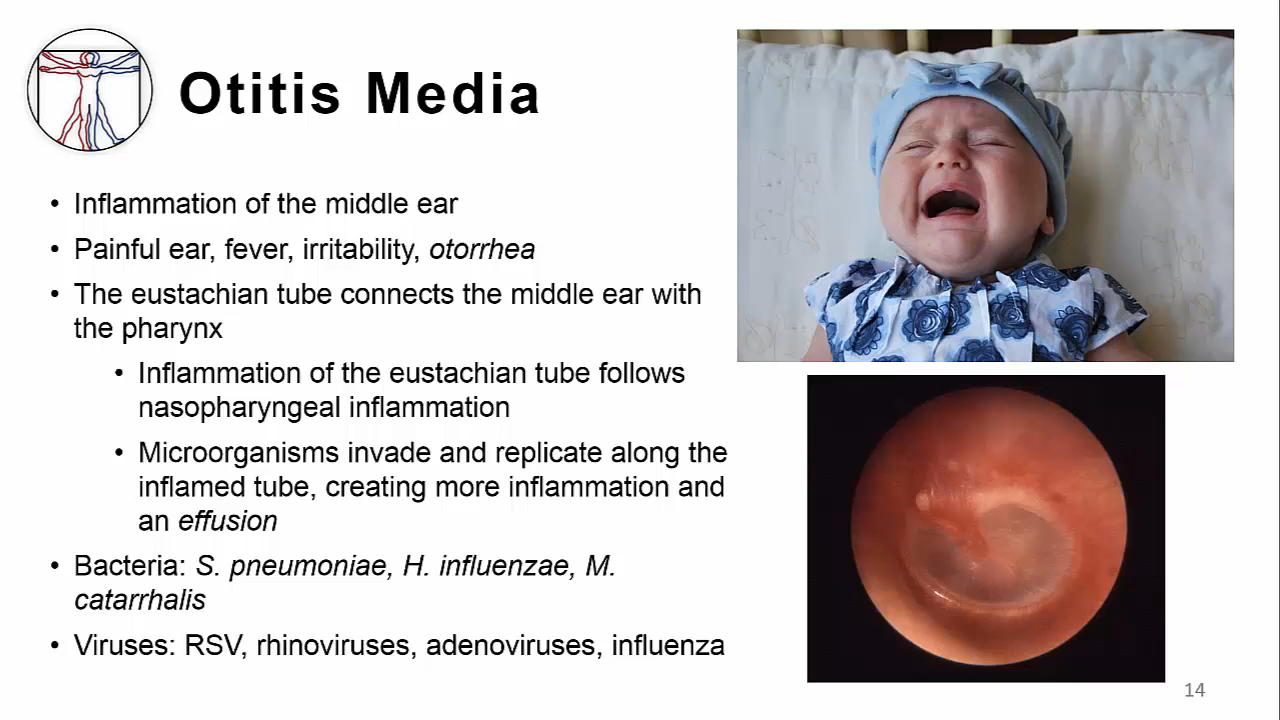 Otitis Media
• Inflammation of the middle ear
• Painful ear, fever, irritability, otorrhea
• The eustachian tube connects the middle ear with
the pharynx
• Inflammation of the eustachian tube follows
nasopharyngeal inflammation
• Microorganisms invade and replicate along the
inflamed tube, creating more inflammation and
an effusion
• Bacteria: S. pneumoniae, H. influenzae, M.
catarrhalis
• Viruses: RSV, rhinoviruses, adenoviruses, influenza
14